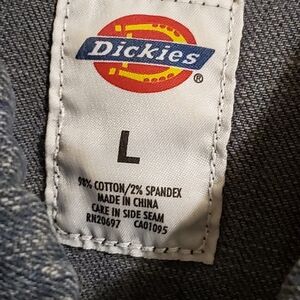 Dickies
®
L
98% COTTON/2% SPANDEX
MADE IN CHINA
CARE IN SIDE SEAM
RN20697 CA01095